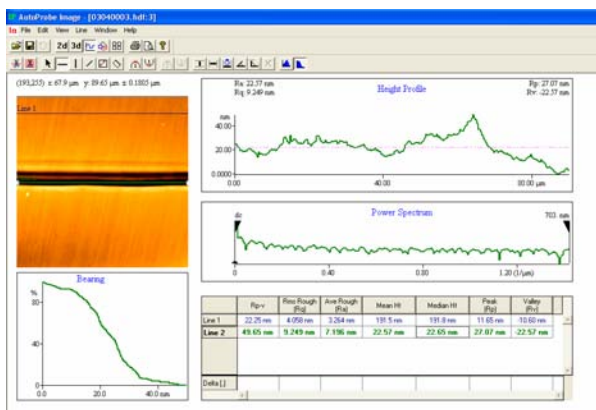 AutoProbe Image - [03040003.hdf:3]
File Edit View Line Window Help
2d 3d
(193,255) x: 67.9 µm y: 89.65 µm z: 0.1805 µm
Line 1
Ra: 22.57 nm
Rq: 9.249 nm
Height Profile
Rp: 27.07 nm
Rv: -22.57 nm
nm
40.00
20.00
0.0000
0.00 40.00 80.00 µm
Power Spectrum
dc 703. nm
0 0.40 0.80 1.20 (1/µm)
Bearing
%
80
40
0
0.0 20.0 40.0 nm
Rp-v Rms Rough (Rq) Ave Rough (Ra) Mean Ht Median Ht Peak (Rp) Valley (Rv)
Line 1 22.25 nm 4.058 nm 3.264 nm 191.5 nm 191.8 nm 11.65 nm -10.60 nm
Line 2 49.65 nm 9.249 nm 7.196 nm 22.57 nm 22.65 nm 27.07 nm -22.57 nm
Delta [,]